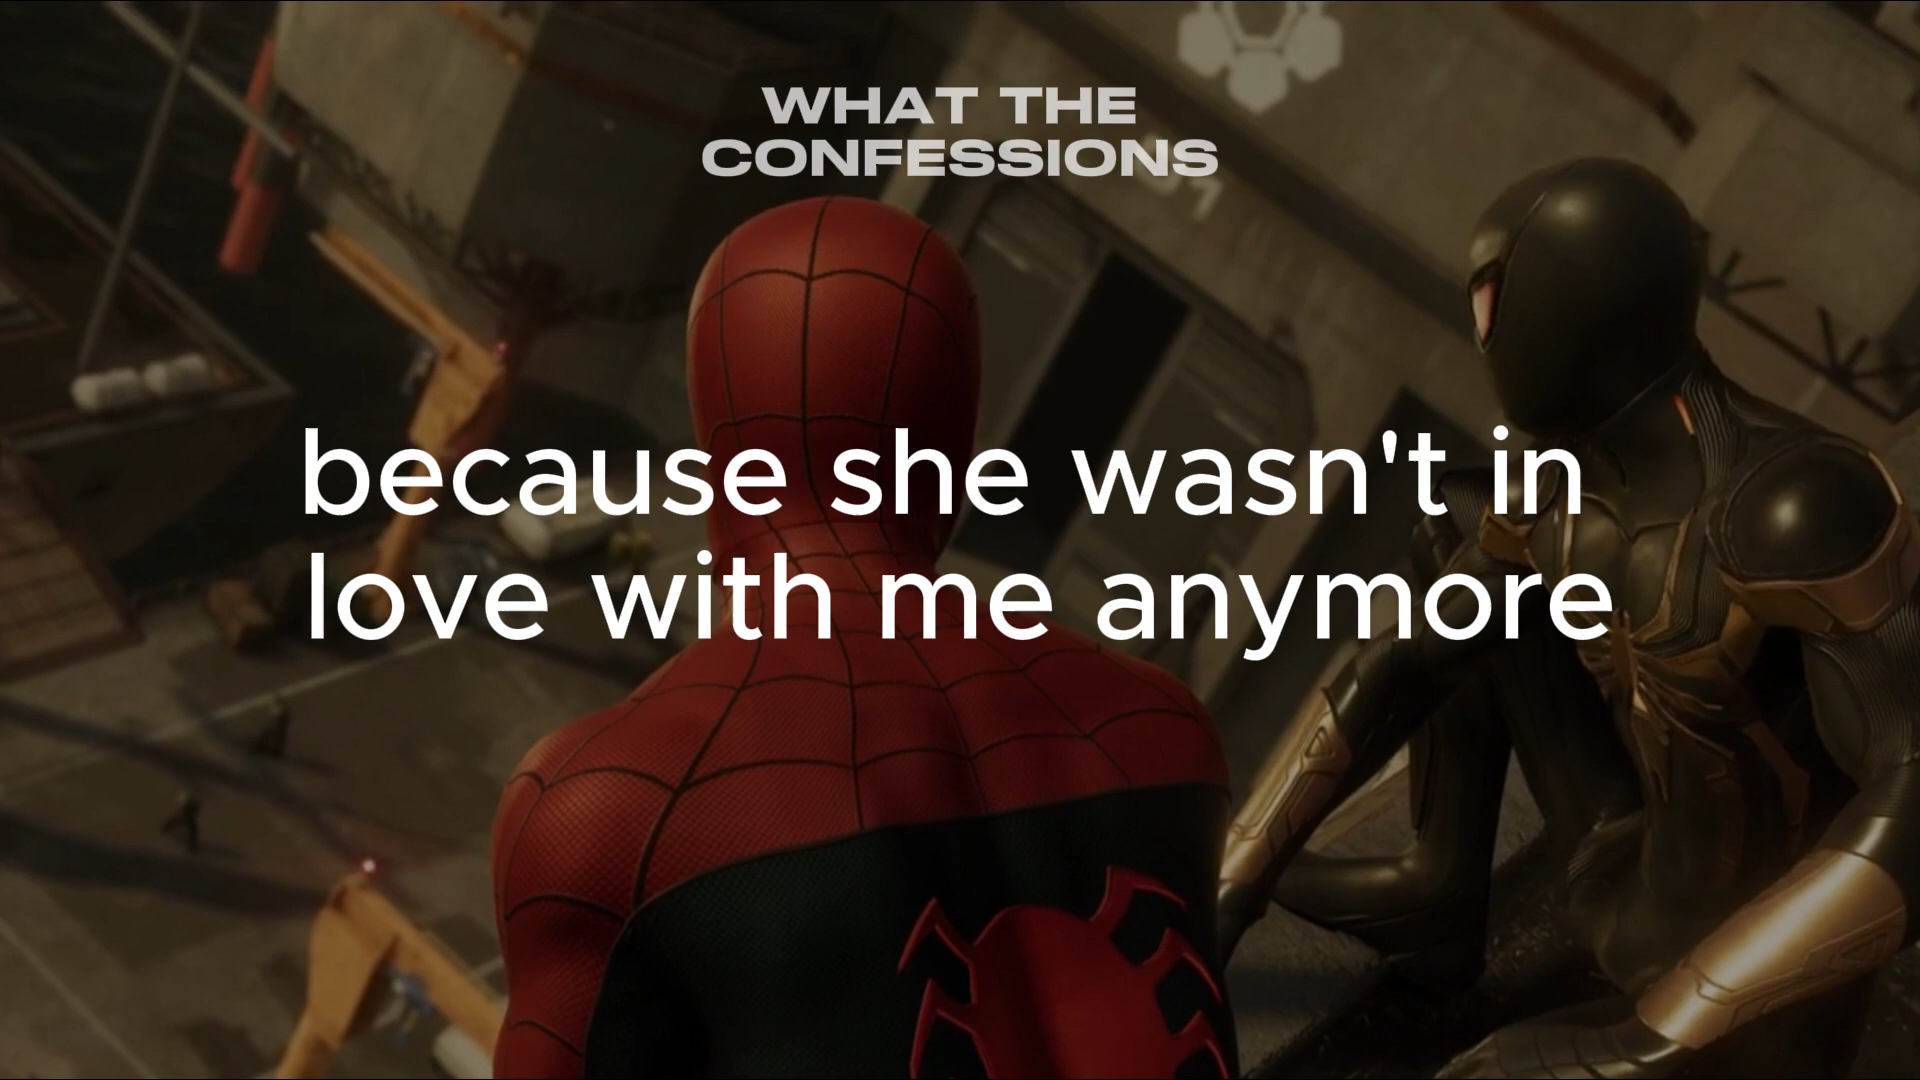 WHAT THE
CONFESSIONS
because she wasn't in
love with me anymore